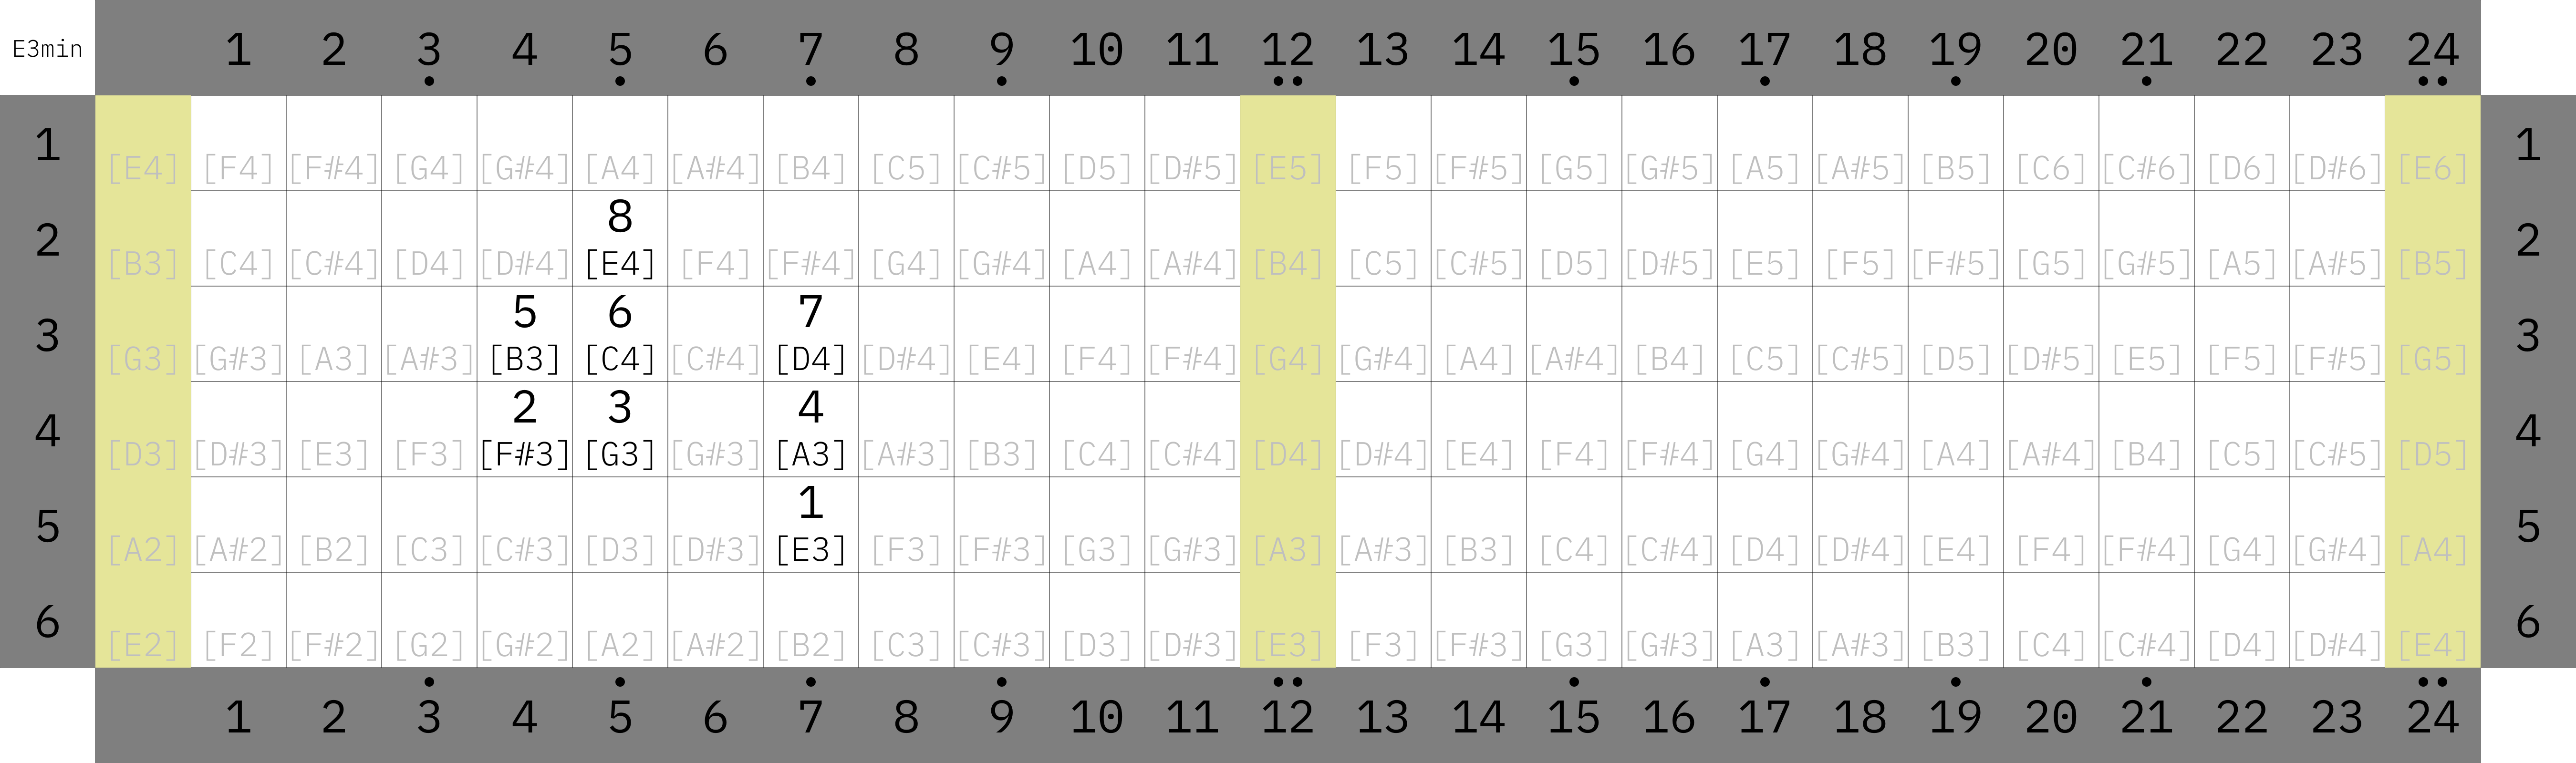 E3min 1 2 3 4 5 6 7 8 9 10 11 12 13 14 15 16 17 18 19 20 21 22 23 24
1 [E4] [F4] [F#4] [G4] [G#4] [A4] [A#4] [B4] [C5] [C#5] [D5] [D#5] [E5] [F5] [F#5] [G5] [G#5] [A5] [A#5] [B5] [C6] [C#6] [D6] [D#6] [E6] 1
8
2 [B3] [C4] [C#4] [D4] [D#4] [E4] [F4] [F#4] [G4] [G#4] [A4] [A#4] [B4] [C5] [C#5] [D5] [D#5] [E5] [F5] [F#5] [G5] [G#5] [A5] [A#5] [B5] 2
5 6 7
3 [G3] [G#3] [A3] [A#3] [B3] [C4] [C#4] [D4] [D#4] [E4] [F4] [F#4] [G4] [G#4] [A4] [A#4] [B4] [C5] [C#5] [D5] [D#5] [E5] [F5] [F#5] [G5] 3
2 3 4
4 [D3] [D#3] [E3] [F3] [F#3] [G3] [G#3] [A3] [A#3] [B3] [C4] [C#4] [D4] [D#4] [E4] [F4] [F#4] [G4] [G#4] [A4] [A#4] [B4] [C5] [C#5] [D5] 4
1
5 [A2] [A#2] [B2] [C3] [C#3] [D3] [D#3] [E3] [F3] [F#3] [G3] [G#3] [A3] [A#3] [B3] [C4] [C#4] [D4] [D#4] [E4] [F4] [F#4] [G4] [G#4] [A4] 5
6 [E2] [F2] [F#2] [G2] [G#2] [A2] [A#2] [B2] [C3] [C#3] [D3] [D#3] [E3] [F3] [F#3] [G3] [G#3] [A3] [A#3] [B3] [C4] [C#4] [D4] [D#4] [E4] 6
1 2 3 4 5 6 7 8 9 10 11 12 13 14 15 16 17 18 19 20 21 22 23 24